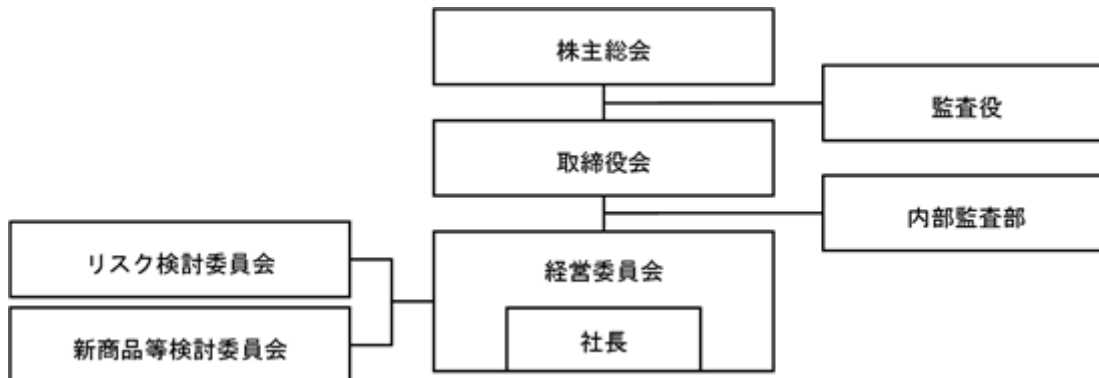 株主総会
監査役
取締役会
内部監査部
リスク検討委員会
経営委員会
新商品等検討委員会
社長